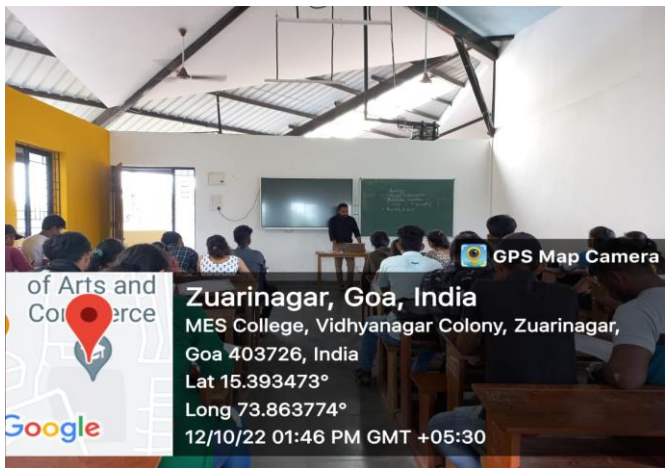 GPS Map Camera
of Arts and
Zuarinagar, Goa, India
MES College, Vidhyanagar Colony, Zuarinagar,
Goa 403726, India
Lat 15.393473°
Long 73.863774°
12/10/22 01:46 PM GMT +05:30
Google